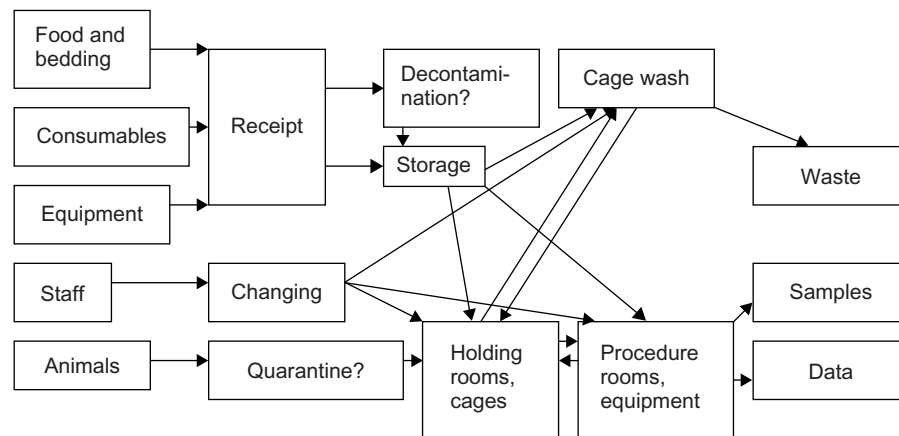 Food and
bedding
Consumables
Equipment
Staff
Animals
Receipt
Changing
Quarantine?
Decontami-
nation?
Storage
Cage wash
Holding
rooms,
cages
Procedure
rooms,
equipment
Waste
Samples
Data